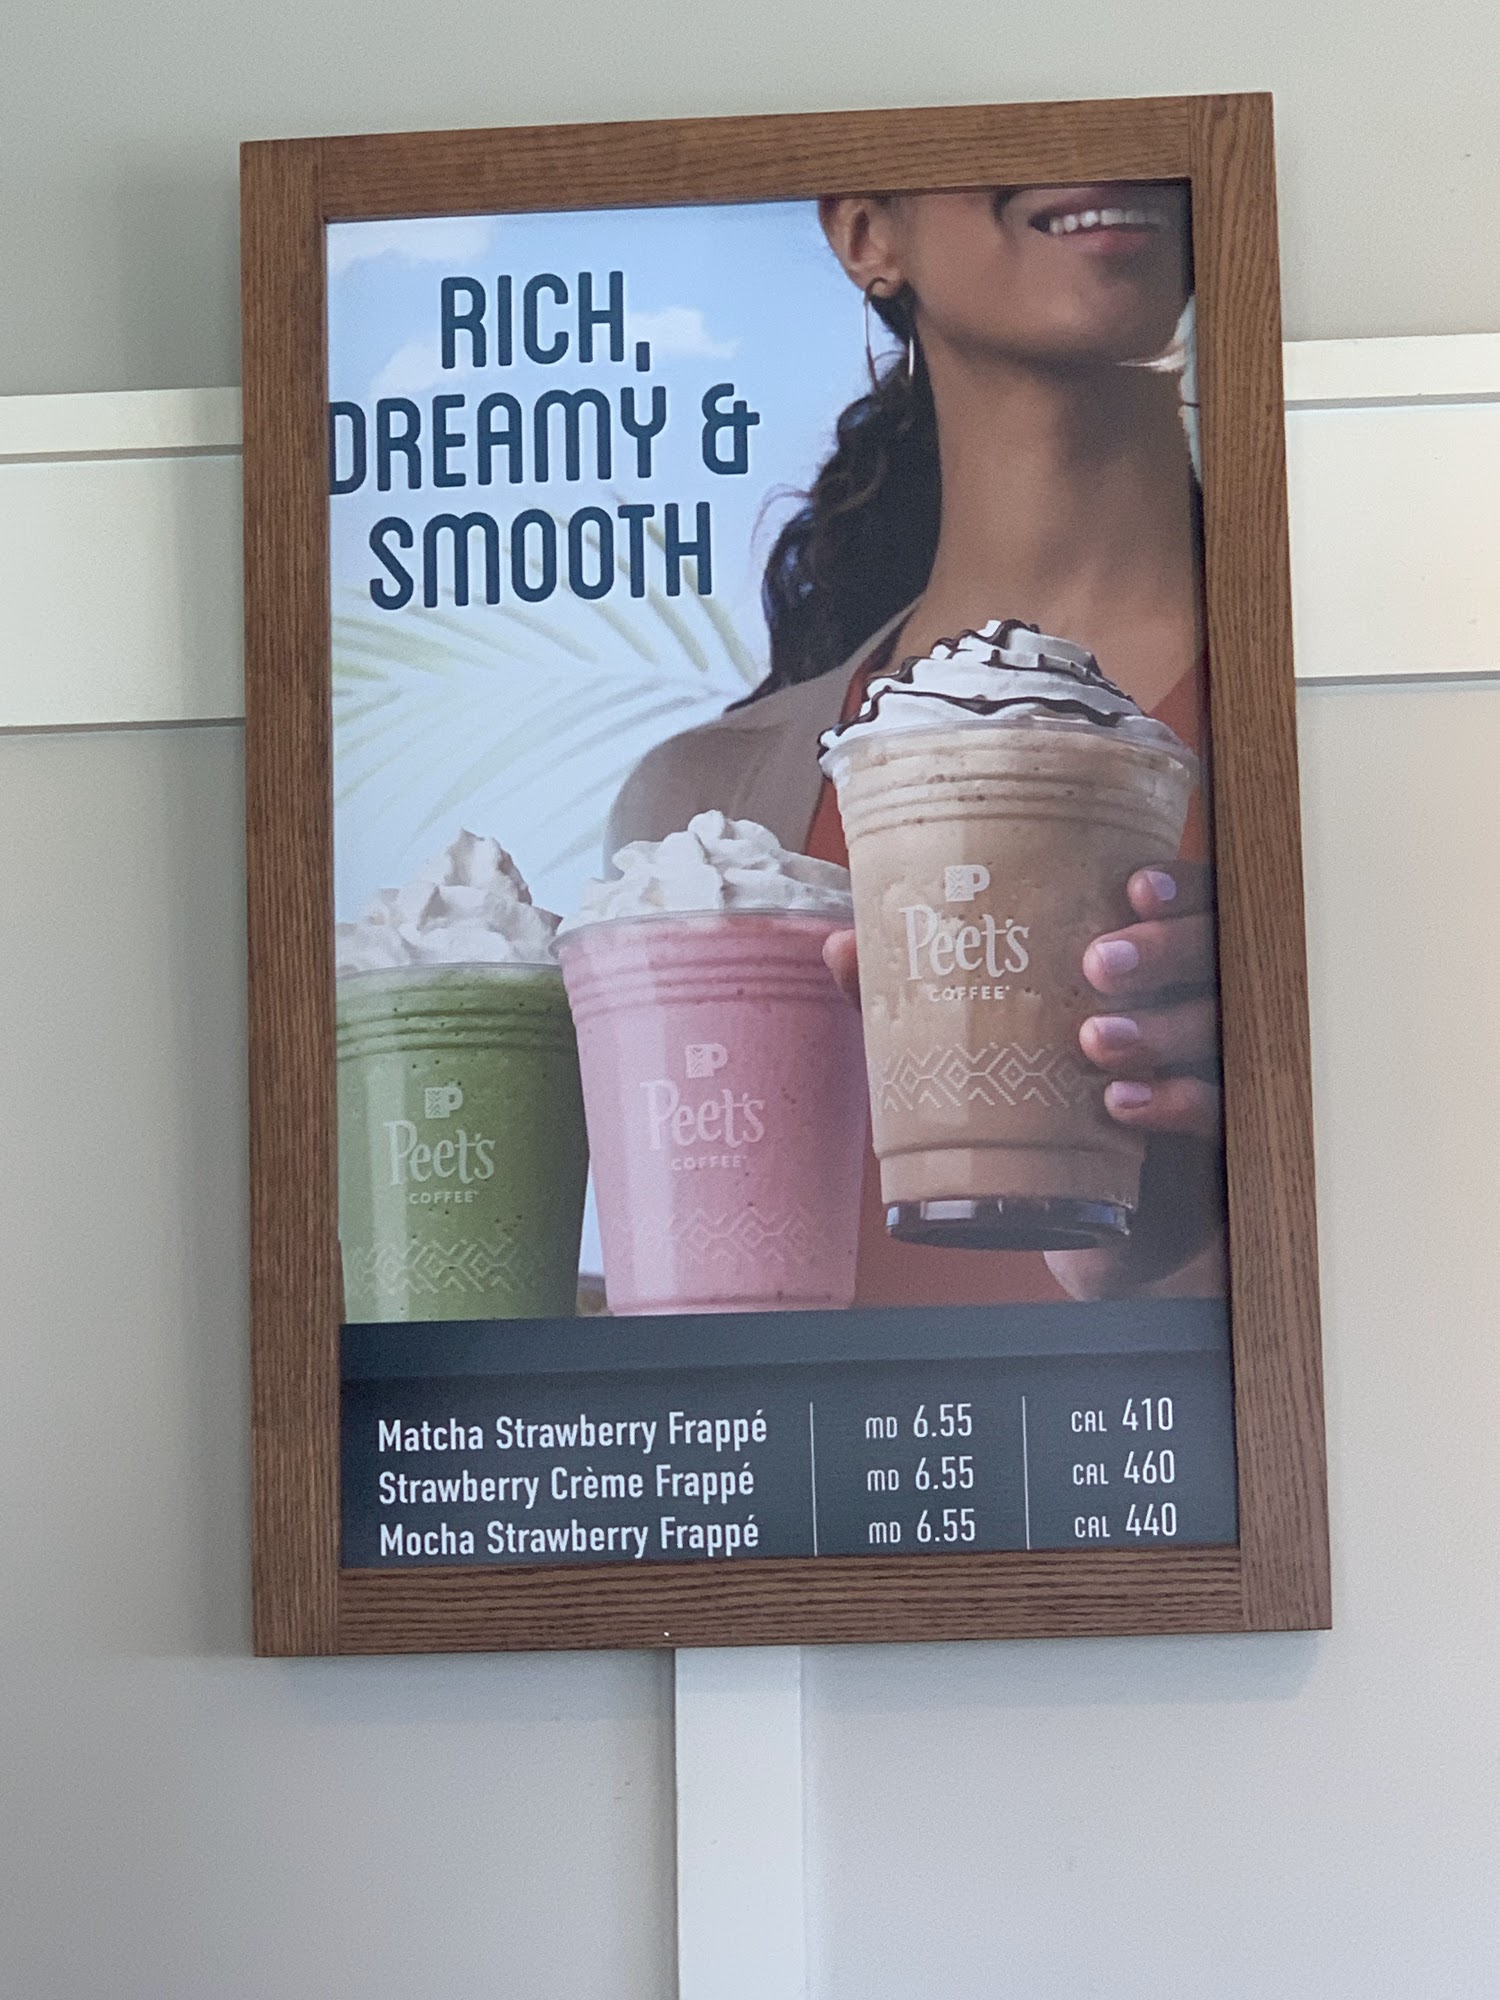 RICH,
DREAMY &
SMOOTH
Peet's
COFFEE
Peet's
COFFEE
Peet's
COFFEE
Matcha Strawberry Frappé MD 6.55 CAL 410
Strawberry Crème Frappé MD 6.55 CAL 460
Mocha Strawberry Frappé MD 6.55 CAL 440